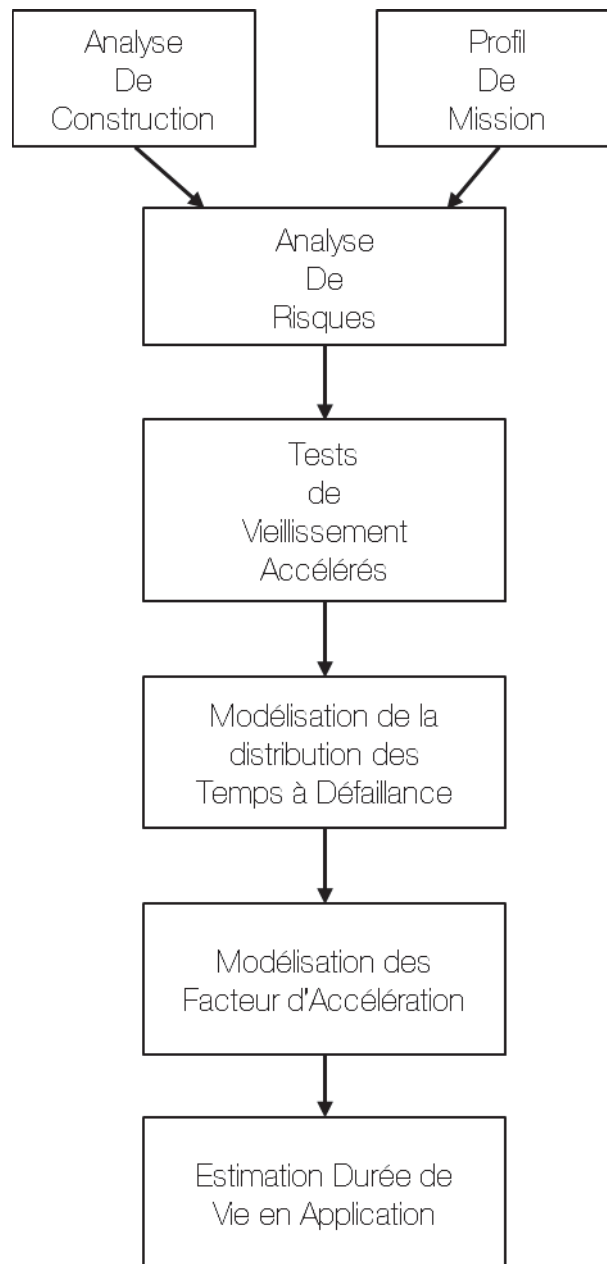 Analyse
De
Construction
Profil
De
Mission
Analyse
De
Risques
Tests
de
Vieillissement
Accélérés
Modélisation de la
distribution des
Temps à Défaillance
Modélisation des
Facteur d'Accélération
Estimation Durée de
Vie en Application